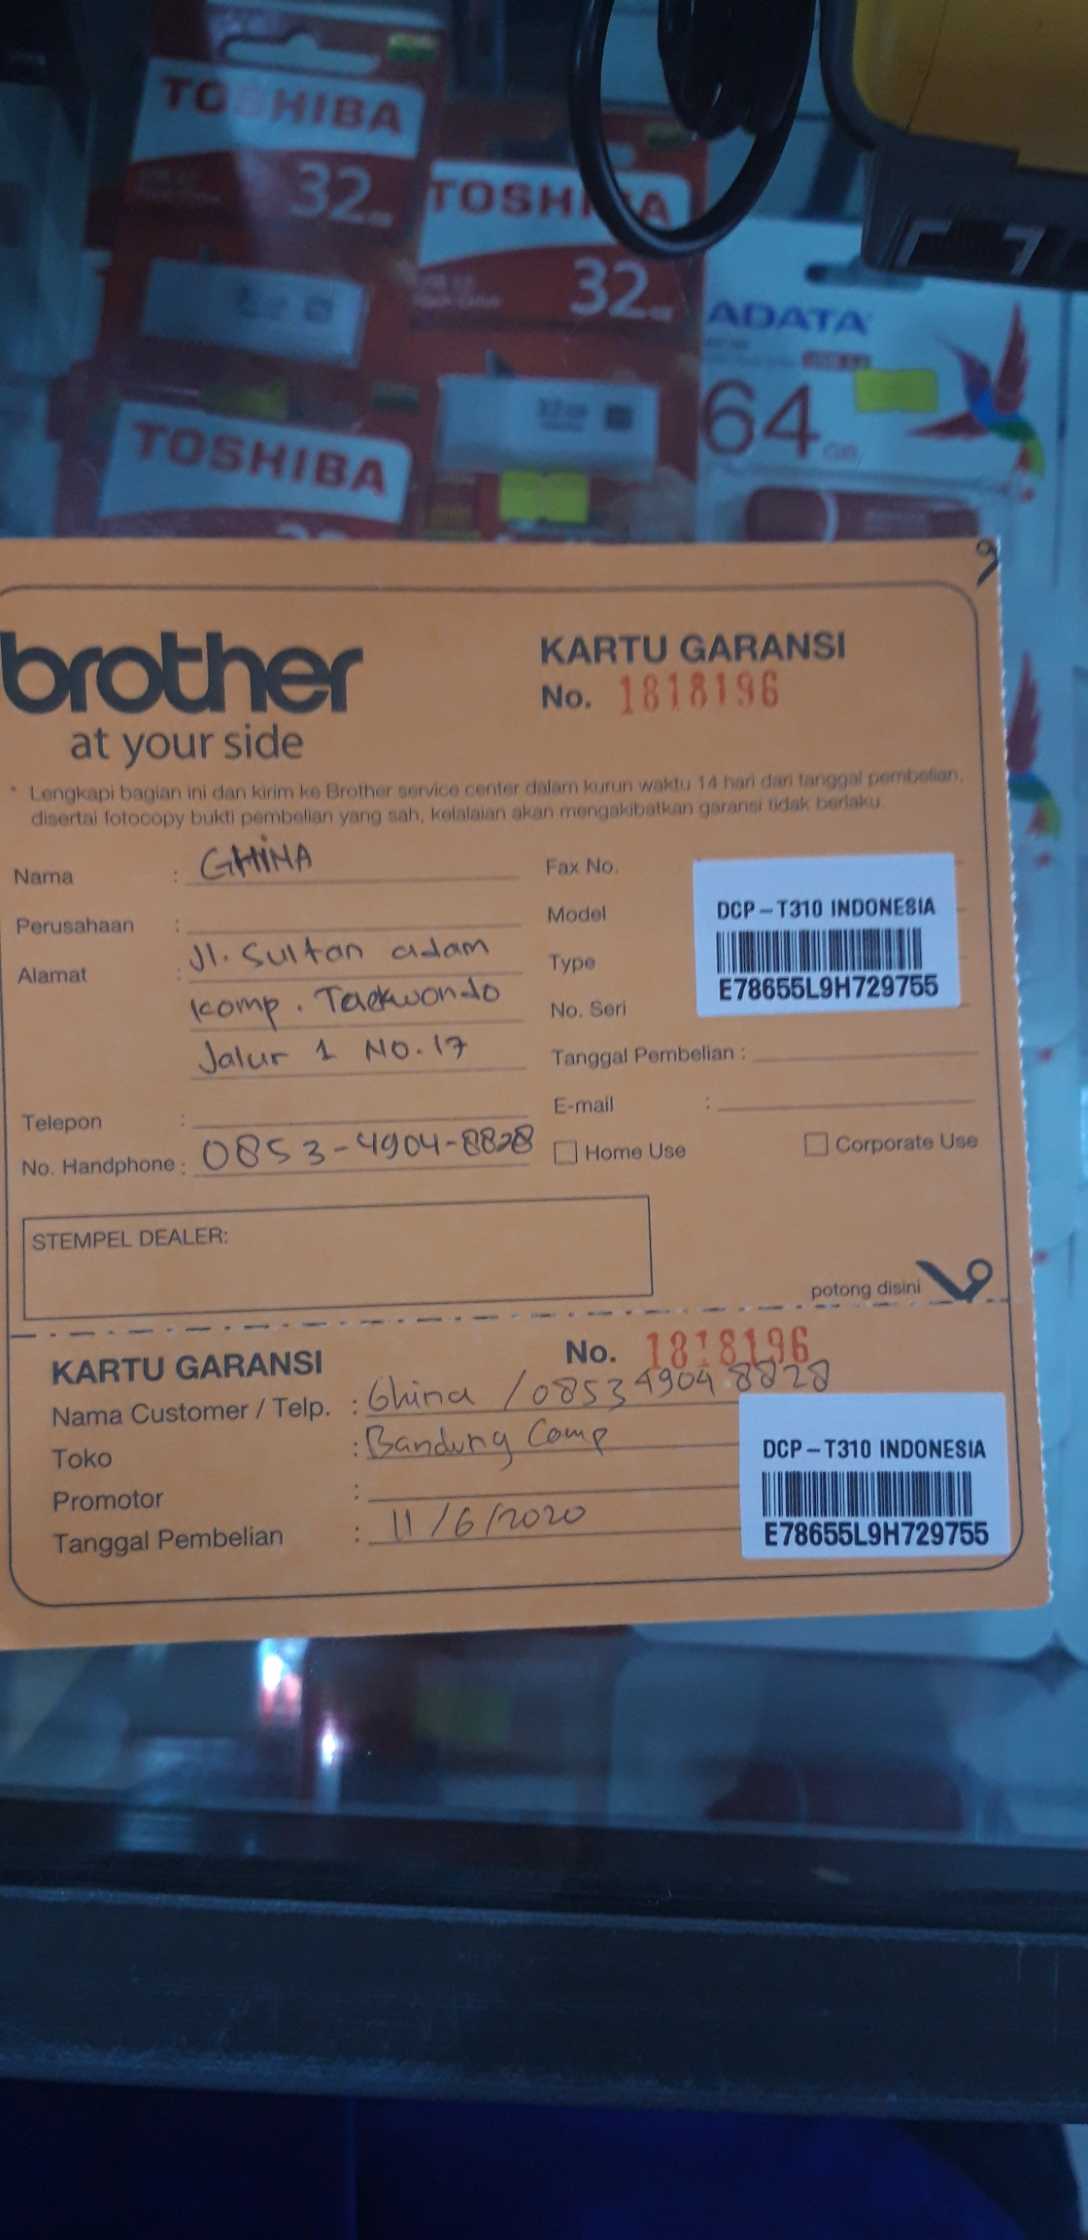 TOSHIBA
32
TOSHIBA
32
ADATA
64
TOSHIBA
brother
at your side
KARTU GARANSI
No. 1818196
* Lengkapi bagian ini dan kirim ke Brother service center dalam kurun waktu 14 hari dari tanggal pembelian,
disertai fotocopy bukti pembelian yang sah, kelalaian akan mengakibatkan garansi tidak berlaku.
Nama : GHINA
Perusahaan :
Alamat : Jl. Sultan adam
Komp. Taekwondo
Jalur 1 No. 17
Telepon :
No. Handphone : 0853-4904-8828
Fax No.
Model
Type
No. Seri
DCP-T310 INDONESIA
E78655L9H729755
Tanggal Pembelian :
E-mail :
Home Use Corporate Use
STEMPEL DEALER:
potong disini
KARTU GARANSI No. 1818196
Nama Customer / Telp. : Ghina / 0853 4904 8828
Toko : Bandung Comp
Promotor :
Tanggal Pembelian : 11/6/2020
DCP-T310 INDONESIA
E78655L9H729755